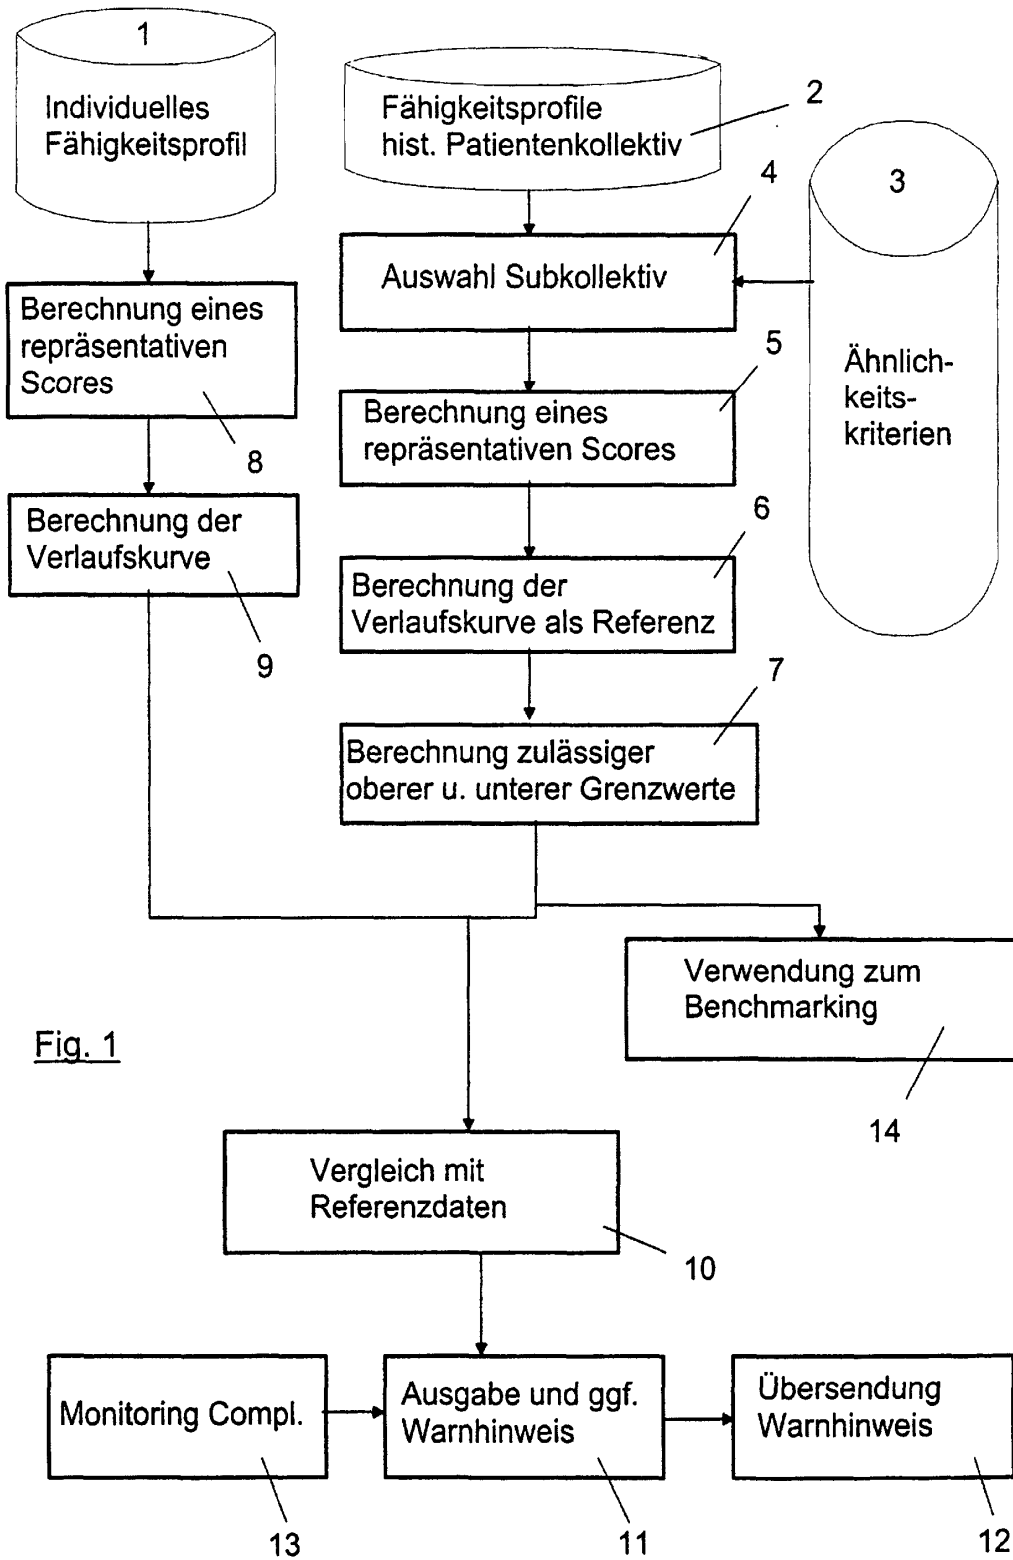 1
Individuelles
Fähigkeitsprofil
Fähigkeitsprofile
hist. Patientenkollektiv
2
3
Ähnlich-
keits-
kriterien
4
Auswahl Subkollektiv
Berechnung eines
repräsentativen
Scores
8
5
Berechnung eines
repräsentativen Scores
Berechnung der
Verlaufskurve
9
6
Berechnung der
Verlaufskurve als Referenz
7
Berechnung zulässiger
oberer u. unterer Grenzwerte
Verwendung zum
Benchmarking
14
Fig. 1
Vergleich mit
Referenzdaten
10
Monitoring Compl.
13
Ausgabe und ggf.
Warnhinweis
11
Übersendung
Warnhinweis
12